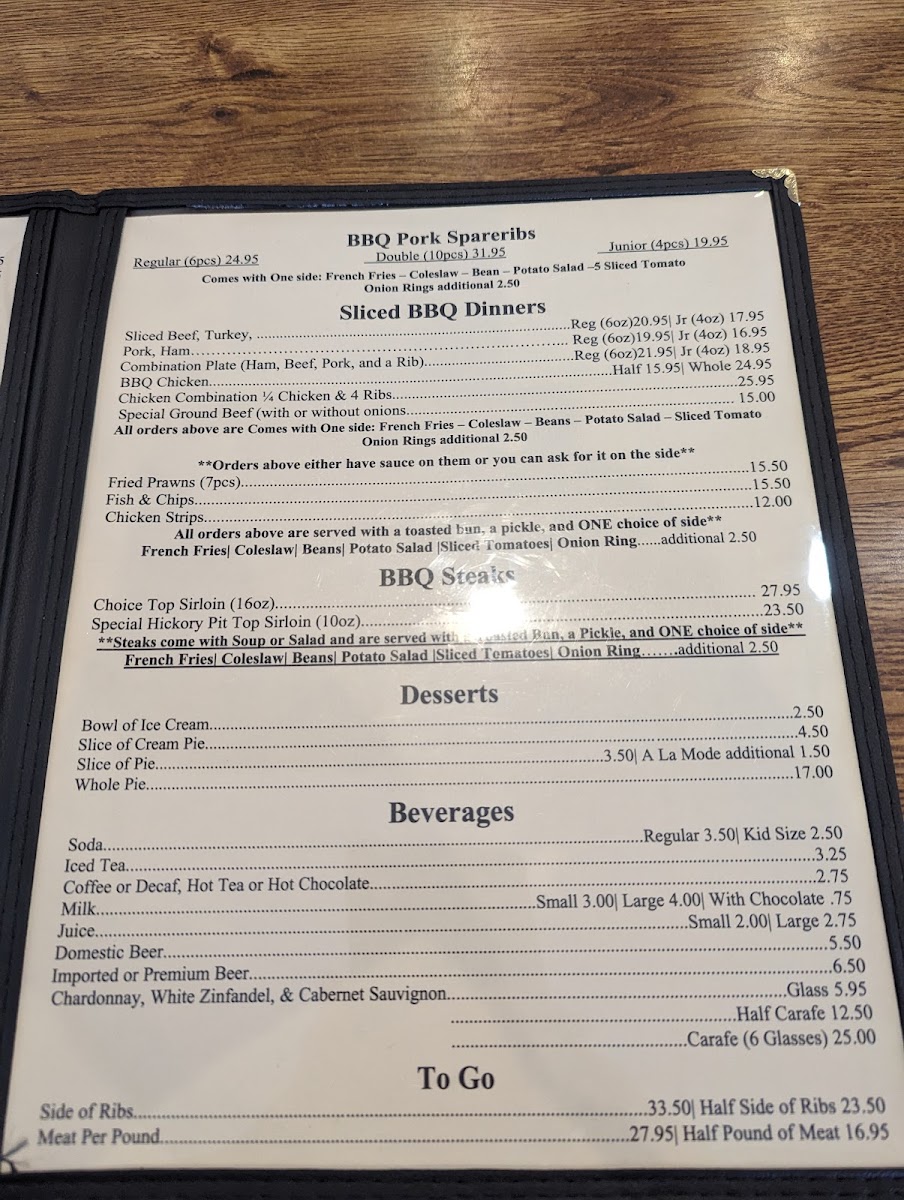 BBQ Pork Spareribs
Regular (6pcs) 24.95 Double (10pcs) 31.95 Junior (4pcs) 19.95
Comes with One side: French Fries – Coleslaw – Bean – Potato Salad –5 Sliced Tomato
Onion Rings additional 2.50
Sliced BBQ Dinners
Sliced Beef, Turkey, ........Reg (6oz)20.95| Jr (4oz) 17.95
Pork, Ham........Reg (6oz)19.95| Jr (4oz) 16.95
Combination Plate (Ham, Beef, Pork, and a Rib)........Reg (6oz)21.95| Jr (4oz) 18.95
BBQ Chicken........Half 15.95| Whole 24.95
Chicken Combination ¼ Chicken & 4 Ribs........25.95
Special Ground Beef (with or without onions........ 15.00
All orders above are Comes with One side: French Fries – Coleslaw – Beans – Potato Salad – Sliced Tomato
Onion Rings additional 2.50
**Orders above either have sauce on them or you can ask for it on the side**
Fried Prawns (7pcs)........15.50
Fish & Chips........15.50
Chicken Strips........12.00
All orders above are served with a toasted bun, a pickle, and ONE choice of side**
French Fries| Coleslaw| Beans| Potato Salad |Sliced Tomatoes| Onion Ring......additional 2.50
BBQ Steaks
Choice Top Sirloin (16oz)........ 27.95
Special Hickory Pit Top Sirloin (10oz)........23.50
**Steaks come with Soup or Salad and are served with a Toasted Bun, a Pickle, and ONE choice of side**
French Fries| Coleslaw| Beans| Potato Salad |Sliced Tomatoes| Onion Ring.......additional 2.50
Desserts
Bowl of Ice Cream........2.50
Slice of Cream Pie........4.50
Slice of Pie........3.50| A La Mode additional 1.50
Whole Pie........17.00
Beverages
Soda........Regular 3.50| Kid Size 2.50
Iced Tea........3.25
Coffee or Decaf, Hot Tea or Hot Chocolate........2.75
Milk........Small 3.00| Large 4.00| With Chocolate .75
Juice........Small 2.00| Large 2.75
Domestic Beer........5.50
Imported or Premium Beer........6.50
Chardonnay, White Zinfandel, & Cabernet Sauvignon........Glass 5.95
........Half Carafe 12.50
........Carafe (6 Glasses) 25.00
To Go
Side of Ribs........33.50| Half Side of Ribs 23.50
Meat Per Pound........27.95| Half Pound of Meat 16.95